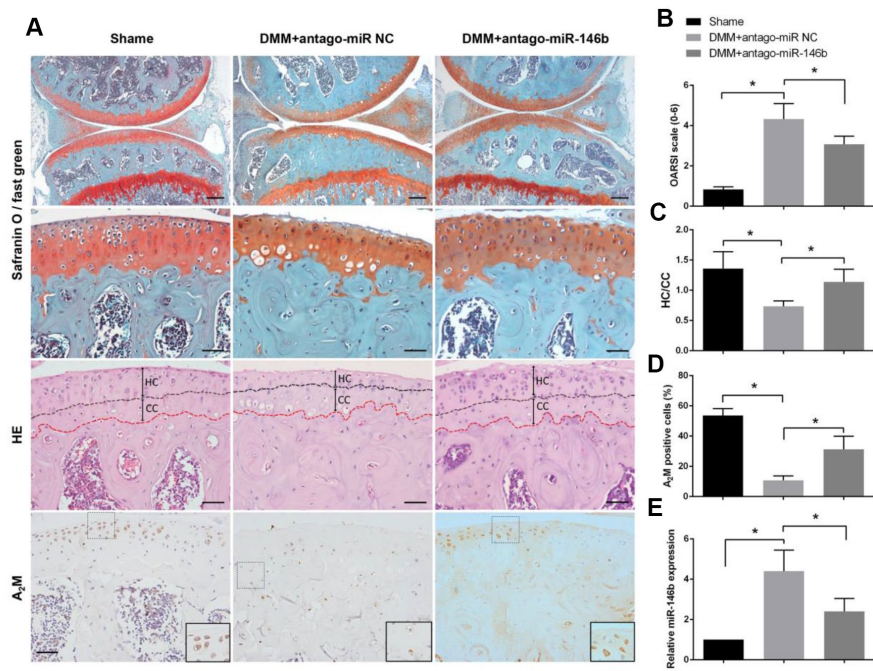 A
Shame
DMM+antago-miR NC
DMM+antago-miR-146b
Safranin O / fast green
HE
HC
CC
HC
CC
HC
CC
A₂M
B
Shame
DMM+antago-miR NC
DMM+antago-miR-146b
OARSI scale (0-6)
6
4
2
0
*
*
C
HC/CC
2.0
1.5
1.0
0.5
0.0
*
*
D
A₂M positive cells (%)
80
60
40
20
0
*
*
E
Relative miR-146b expression
6
4
2
0
*
*